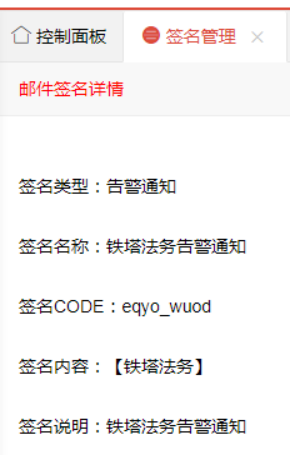 控制面板 签名管理 ×
邮件签名详情
签名类型：告警通知
签名名称：铁塔法务告警通知
签名CODE：eqyo_wuod
签名内容：【铁塔法务】
签名说明：铁塔法务告警通知